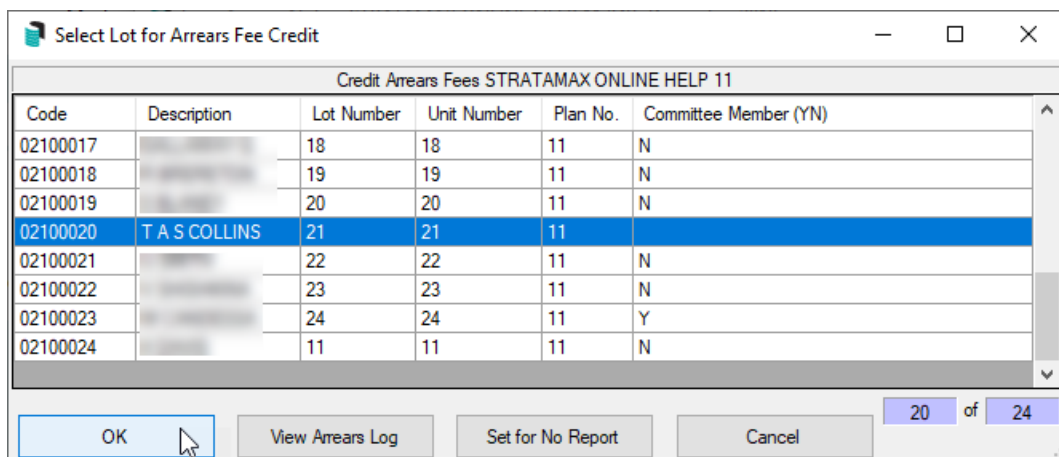 Select Lot for Arrears Fee Credit
Credit Arrears Fees STRATAMAX ONLINE HELP 11
Code Description Lot Number Unit Number Plan No. Committee Member (YN)
02100017 18 18 11 N
02100018 19 19 11 N
02100019 20 20 11 N
02100020 T A S COLLINS 21 21 11
02100021 22 22 11 N
02100022 23 23 11 N
02100023 24 24 11 Y
02100024 11 11 11 N
20 of 24
OK View Arrears Log Set for No Report Cancel